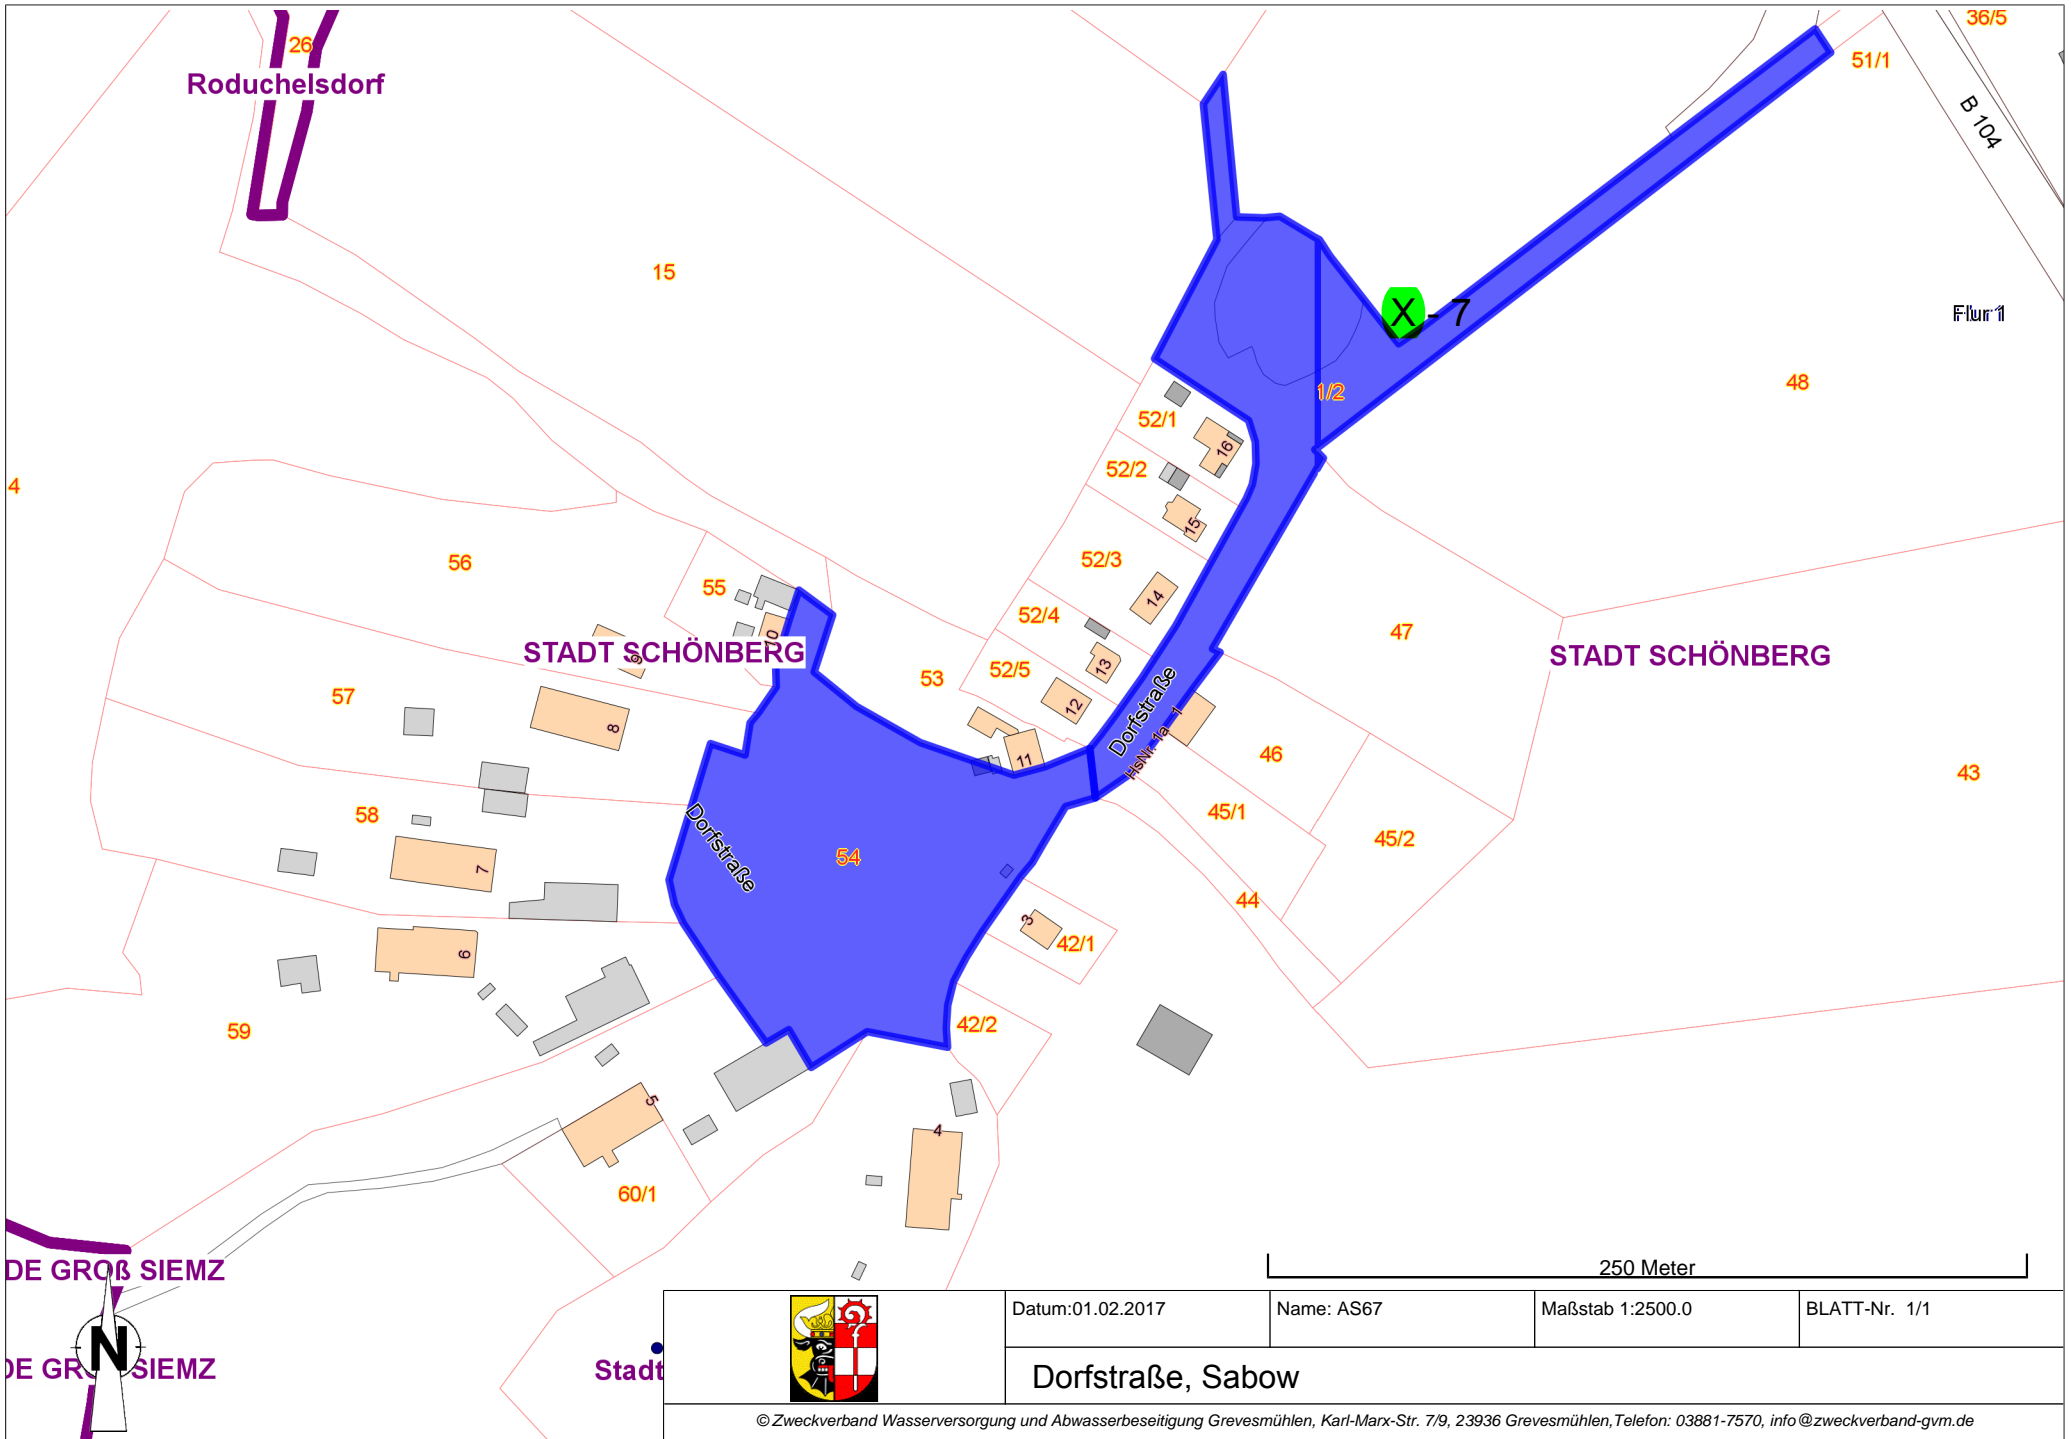 36/5
26
51/1
Roduchelsdorf
B 104
15
X - 7
Flur 1
48
1/2
52/1
16
52/2
4
15
56
52/3
55
14
52/4
10
47
STADT SCHÖNBERG
9
STADT SCHÖNBERG
13
52/5
53
57
12
Dorfstraße
1
8
HsNr. 1a
46
11
43
45/1
58
45/2
Dorfstraße
54
7
44
3
42/1
6
42/2
59
5
4
60/1
DE GROß SIEMZ
250 Meter
N
DE GRO SIEMZ
Stadt
Datum:01.02.2017
Name: AS67
Maßstab 1:2500.0
BLATT-Nr. 1/1
Dorfstraße, Sabow
© Zweckverband Wasserversorgung und Abwasserbeseitigung Grevesmühlen, Karl-Marx-Str. 7/9, 23936 Grevesmühlen,Telefon: 03881-7570, info@zweckverband-gvm.de